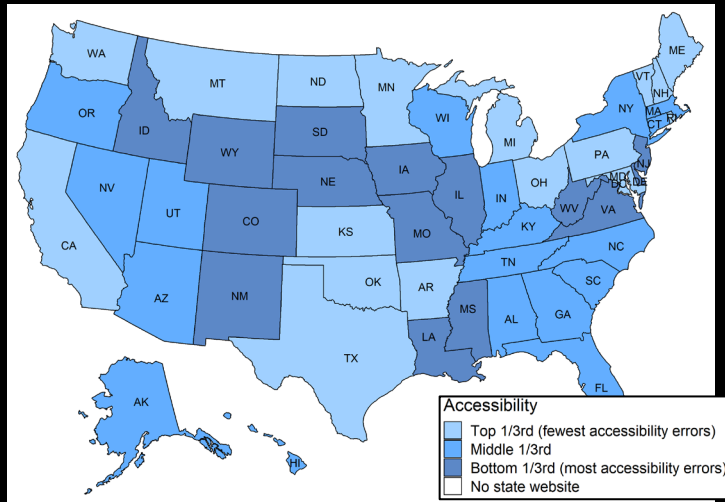 WA
MT
ND
MN
ME
VT
NH
OR
ID
SD
WI
NY
MA
CT
RI
WY
MI
NE
IA
PA
NJ
NV
UT
CO
IL
IN
OH
MD
DC
DE
WV
VA
CA
KS
MO
KY
NC
TN
AZ
NM
OK
AR
SC
MS
AL
GA
LA
TX
FL
AK
HI
Accessibility
Top 1/3rd (fewest accessibility errors)
Middle 1/3rd
Bottom 1/3rd (most accessibility errors)
No state website